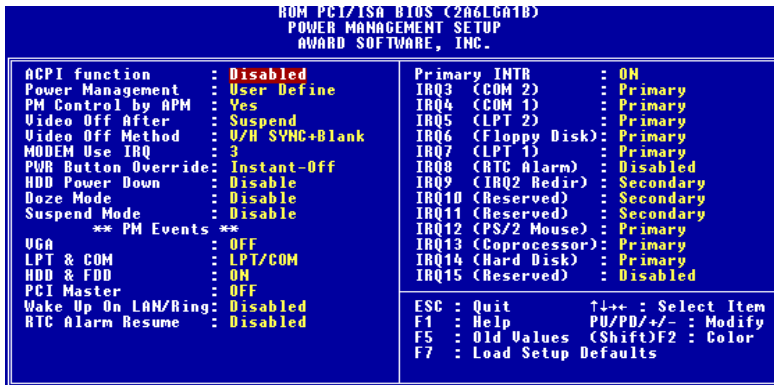 ROM PCI/ISA BIOS (2A6LGA1B)
POWER MANAGEMENT SETUP
AWARD SOFTWARE, INC.
ACPI function : Disabled
Power Management : User Define
PM Control by APM : Yes
Video Off After : Suspend
Video Off Method : V/H SYNC+Blank
MODEM Use IRQ : 3
PWR Button Override: Instant-Off
HDD Power Down : Disable
Doze Mode : Disable
Suspend Mode : Disable
** PM Events **
VGA : OFF
LPT & COM : LPT/COM
HDD & FDD : ON
PCI Master : OFF
Wake Up On LAN/Ring: Disabled
RTC Alarm Resume : Disabled
Primary INTR : ON
IRQ3 (COM 2) : Primary
IRQ4 (COM 1) : Primary
IRQ5 (LPT 2) : Primary
IRQ6 (Floppy Disk): Primary
IRQ7 (LPT 1) : Primary
IRQ8 (RTC Alarm) : Disabled
IRQ9 (IRQ2 Redir) : Secondary
IRQ10 (Reserved) : Secondary
IRQ11 (Reserved) : Secondary
IRQ12 (PS/2 Mouse) : Primary
IRQ13 (Coprocessor): Primary
IRQ14 (Hard Disk) : Primary
IRQ15 (Reserved) : Disabled
ESC : Quit ↑↓→← : Select Item
F1 : Help PU/PD/+/- : Modify
F5 : Old Values (Shift)F2 : Color
F7 : Load Setup Defaults